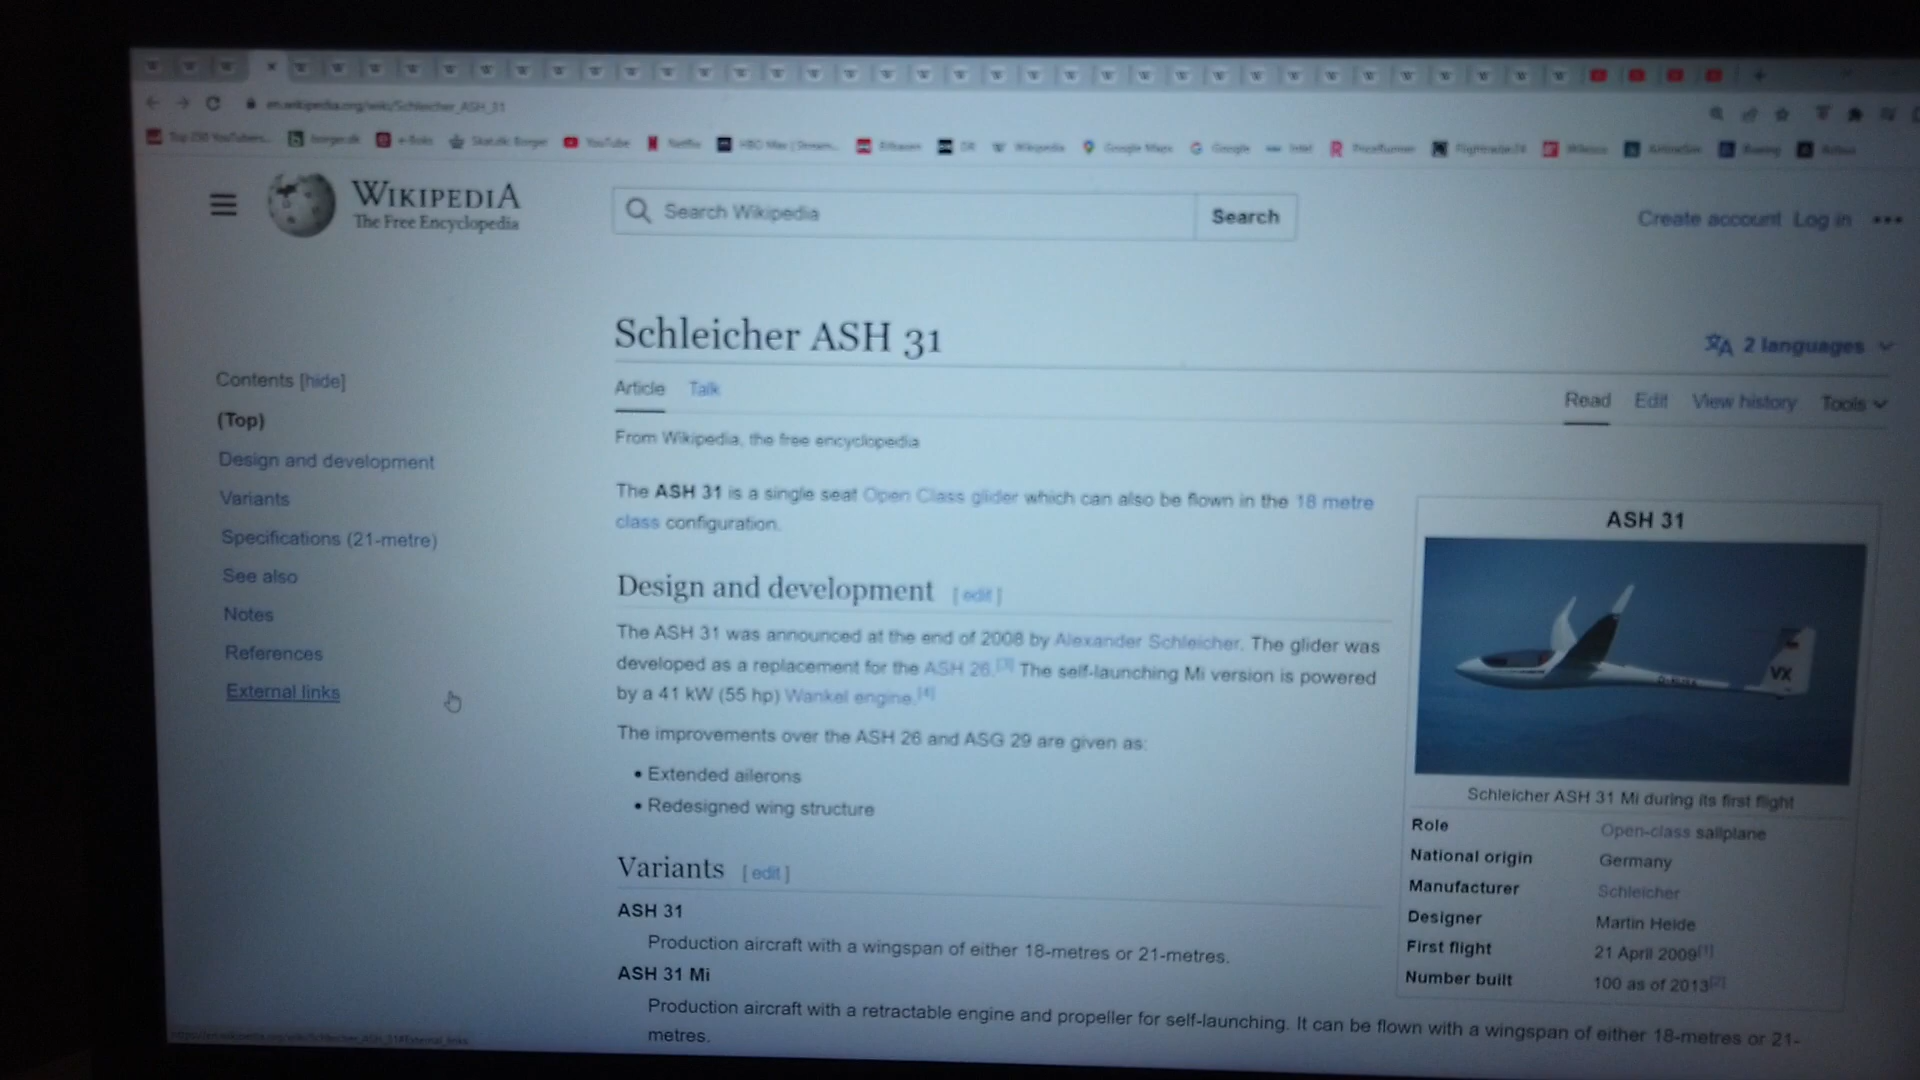 en.wikipedia.org/wiki/Schleicher_ASH_31
Top 250 YouTubers... borger.dk e-Boks Skat.dk: Borger YouTube Netflix HBO Max | Stream... DR Wikipedia Google Maps Google Intel PriceRunner Flightradar24 Boeing Airbus
WIKIPEDIA
The Free Encyclopedia
Search Wikipedia Search
Create account Log in •••
Schleicher ASH 31
2 languages
Article Talk
Read Edit View history Tools
From Wikipedia, the free encyclopedia
Contents [hide]
(Top)
Design and development
Variants
Specifications (21-metre)
See also
Notes
References
External links
The ASH 31 is a single seat Open Class glider which can also be flown in the 18 metre
class configuration.
Design and development [ edit ]
The ASH 31 was announced at the end of 2008 by Alexander Schleicher. The glider was
developed as a replacement for the ASH 26.[3] The self-launching Mi version is powered
by a 41 kW (55 hp) Wankel engine.[4]
The improvements over the ASH 26 and ASG 29 are given as:
• Extended ailerons
• Redesigned wing structure
Variants [ edit ]
ASH 31
Production aircraft with a wingspan of either 18-metres or 21-metres.
ASH 31 Mi
Production aircraft with a retractable engine and propeller for self-launching. It can be flown with a wingspan of either 18-metres or 21-
metres.
ASH 31
VX
Schleicher ASH 31 Mi during its first flight
Role Open-class sailplane
National origin Germany
Manufacturer Schleicher
Designer Martin Heide
First flight 21 April 2009[1]
Number built 100 as of 2013[2]
https://en.wikipedia.org/wiki/Schleicher_ASH_31#External_links